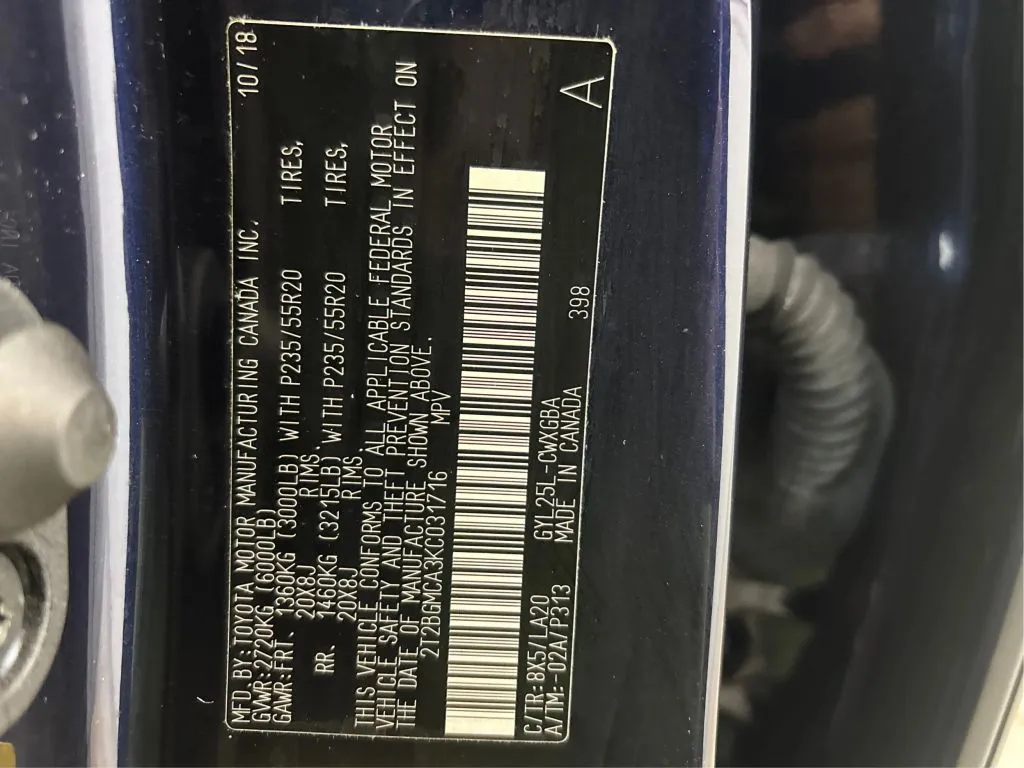 MFD. BY: TOYOTA MOTOR MANUFACTURING CANADA INC. 10/18
GVWR: 2720KG (6000LB)
GAWR: FRT. 1360KG (3000LB) WITH P235/55R20 TIRES,
20X8J RIMS
RR. 1460KG (3215LB) WITH P235/55R20 TIRES,
20X8J RIMS
THIS VEHICLE CONFORMS TO ALL APPLICABLE FEDERAL MOTOR
VEHICLE SAFETY AND THEFT PREVENTION STANDARDS IN EFFECT ON
THE DATE OF MANUFACTURE SHOWN ABOVE.
2T2BGMCA3KC031716 MPV
C/TR: 8X5/LA20 GYL25L-CWXGBA
A/TM: -02A/P313 MADE IN CANADA 398 A